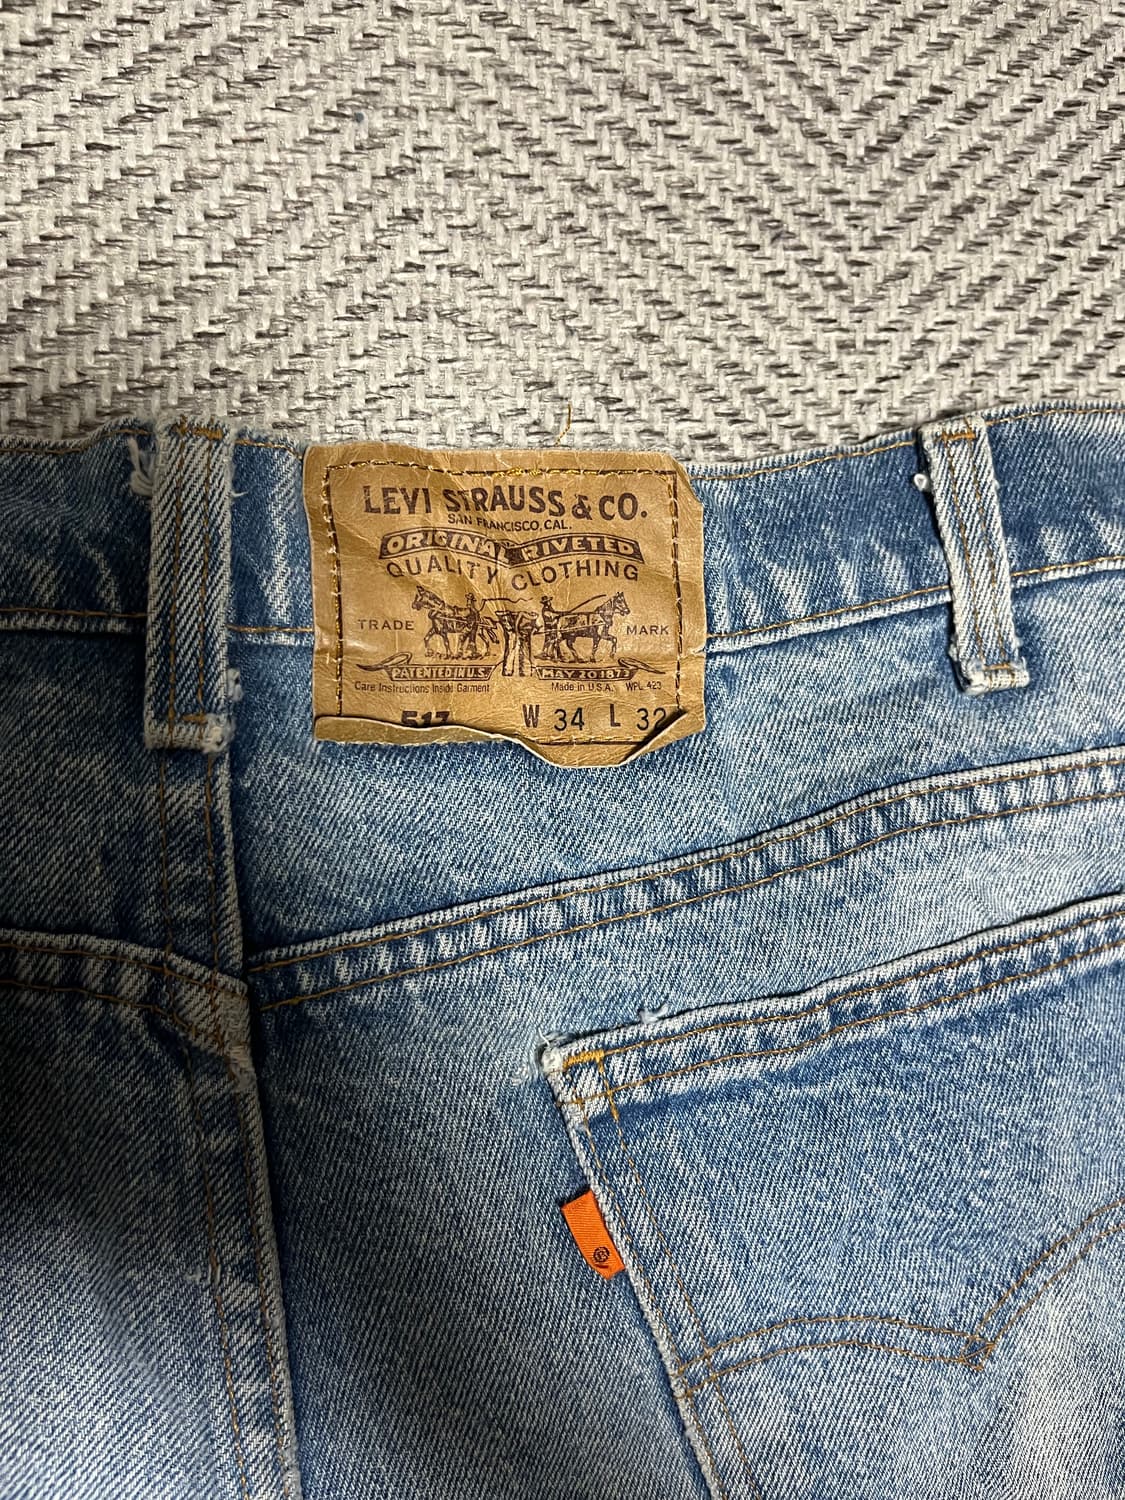 LEVI STRAUSS & CO.
SAN FRANCISCO, CAL.
ORIGINAL RIVETED
QUALITY CLOTHING
TRADE MARK
PATENTED IN U.S. MAY 20 1873
Care Instructions Inside Garment Made in U.S.A. WPL 423
517 W 34 L 32
®